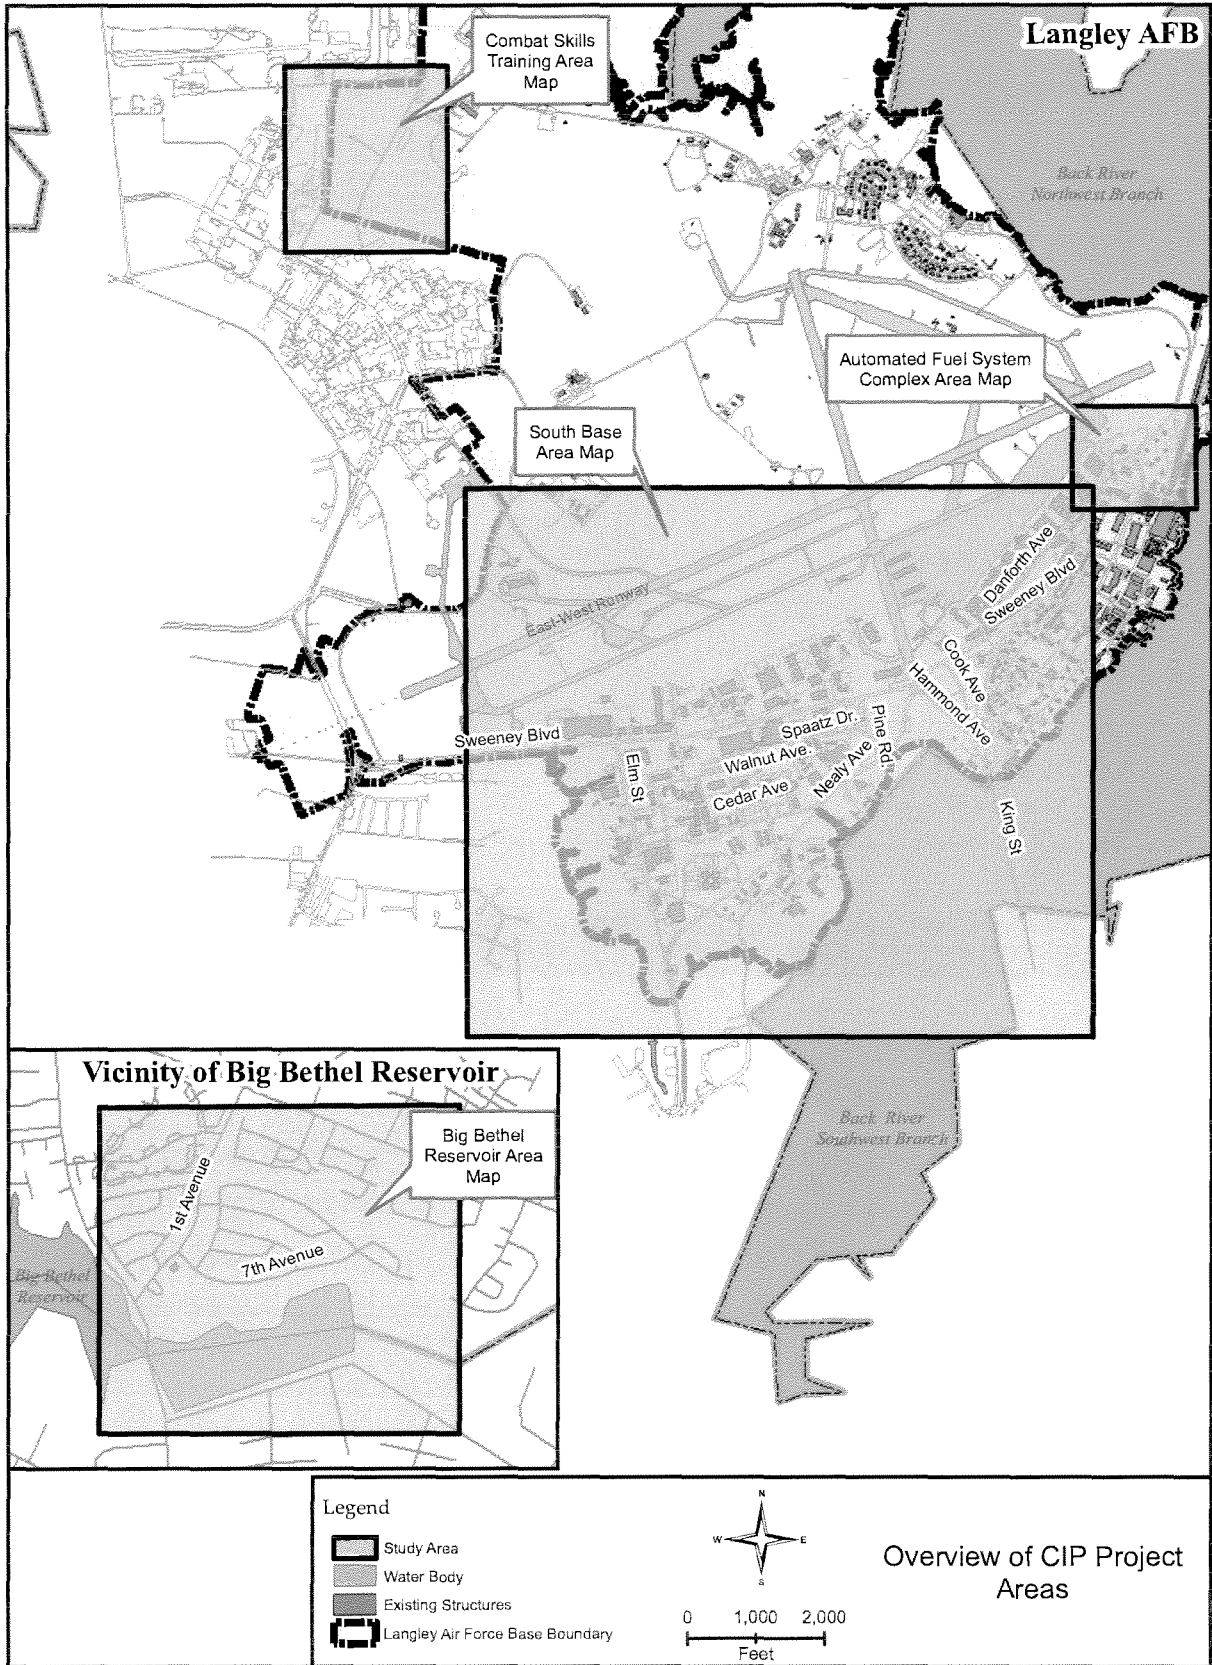 Langley AFB
Combat Skills
Training Area
Map
Back River
Northwest Branch
Automated Fuel System
Complex Area Map
South Base
Area Map
Danforth Ave
Sweeney Blvd
East-West Runway
Cook Ave
Hammond Ave
Sweeney Blvd
Spaatz Dr.
Pine Rd
Walnut Ave.
Elm St
Nealy Ave
Cedar Ave
King St
Vicinity of Big Bethel Reservoir
Big Bethel
Reservoir Area
Map
Back River
Southwest Branch
1st Avenue
7th Avenue
Big Bethel
Reservoir
Legend
Study Area
Water Body
Existing Structures
Langley Air Force Base Boundary
N
W
E
S
0 1,000 2,000
Feet
Overview of CIP Project
Areas